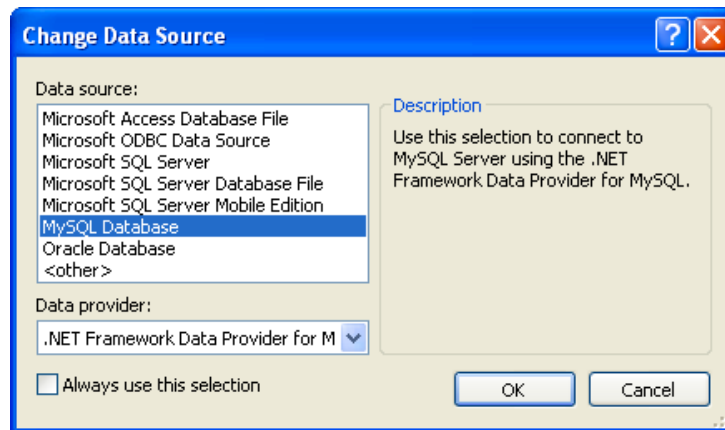 Change Data Source
?
Data source:
Microsoft Access Database File
Microsoft ODBC Data Source
Microsoft SQL Server
Microsoft SQL Server Database File
Microsoft SQL Server Mobile Edition
MySQL Database
Oracle Database
<other>
Data provider:
.NET Framework Data Provider for M
Always use this selection
Description
Use this selection to connect to
MySQL Server using the .NET
Framework Data Provider for MySQL.
OK
Cancel